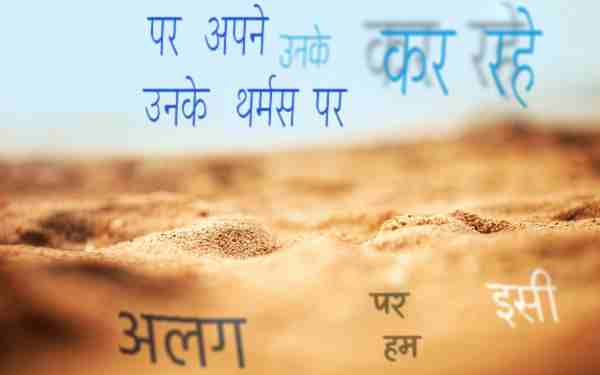 पर अपने
उनके
कर रहे
उनके थर्मस पर
अलग
पर
हम
इसी